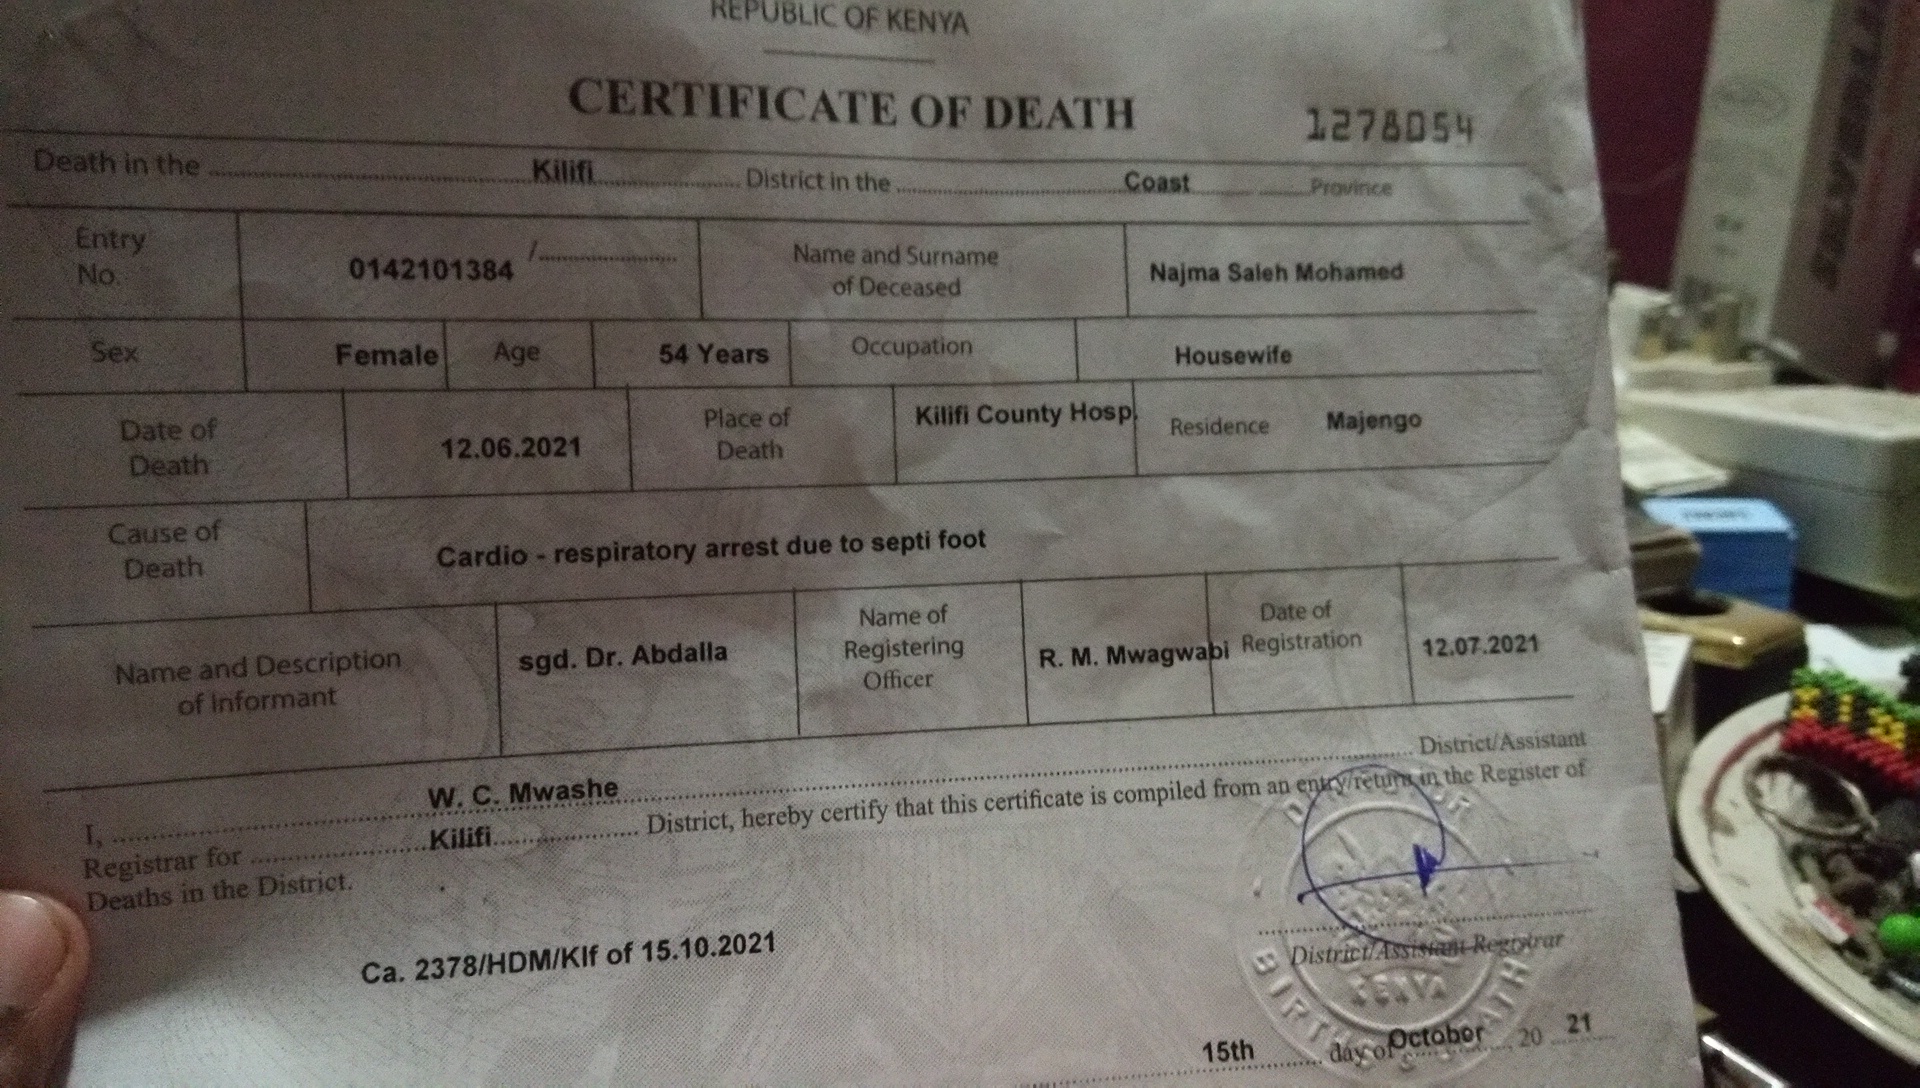 REPUBLIC OF KENYA
CERTIFICATE OF DEATH
1278054
Death in the Kilifi District in the Coast Province
Entry No. 0142101384 / Name and Surname of Deceased Najma Saleh Mohamed
Sex Female Age 54 Years Occupation Housewife
Date of Death 12.06.2021 Place of Death Kilifi County Hosp. Residence Majengo
Cause of Death Cardio - respiratory arrest due to septi foot
Name and Description of Informant sgd. Dr. Abdalla Name of Registering Officer R. M. Mwagwabi Date of Registration 12.07.2021
I, W. C. Mwashe District/Assistant
Registrar for Kilifi District, hereby certify that this certificate is compiled from an entry/return in the Register of
Deaths in the District.
Ca. 2378/HDM/Klf of 15.10.2021
District/Assistant Registrar
KENYA
15th day of October 20 21